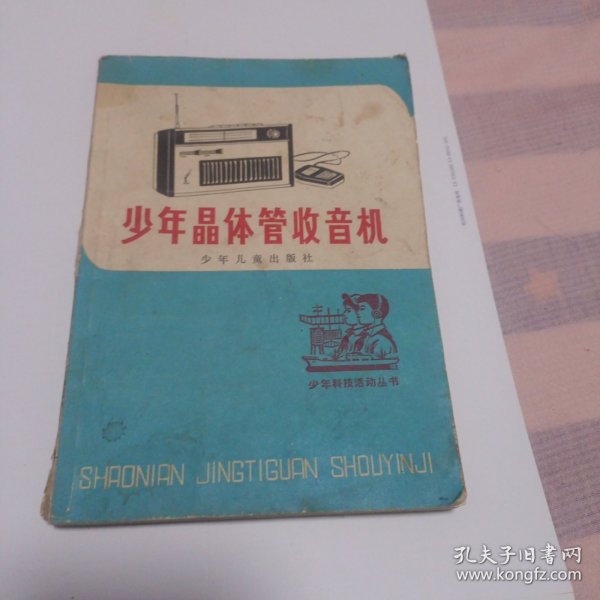 少年晶体管收音机
少年儿童出版社
少年科技活动丛书
SHAONIAN JINGTIGUAN SHOUYINJI
孔夫子旧书网
www.kongfz.com